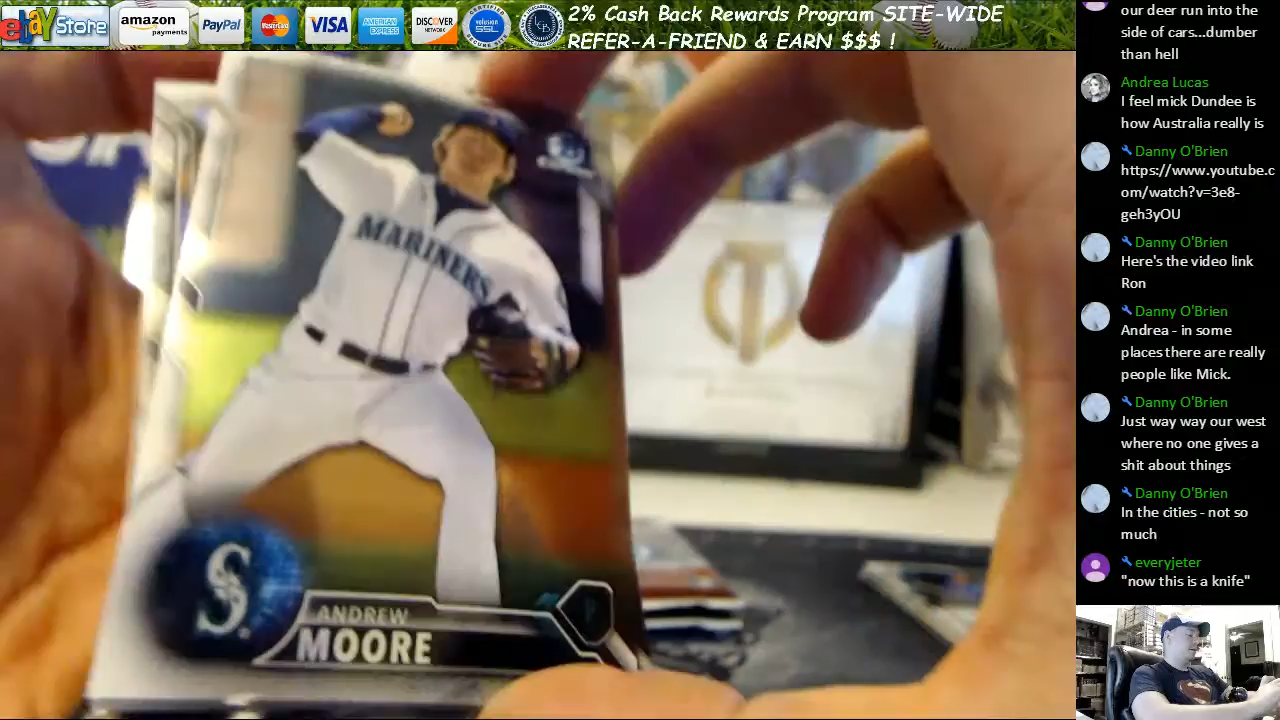 ebay Store
amazon
payments
PayPal
MasterCard
VISA
AMERICAN
EXPRESS
DISCOVER
NETWORK
volusion
SSL
2% Cash Back Rewards Program SITE-WIDE
REFER-A-FRIEND & EARN $$$ !
MARINERS
S
ANDREW
MOORE
P
our deer run into the
side of cars...dumber
than hell
Andrea Lucas
I feel mick Dundee is
how Australia really is
Danny O'Brien
https://www.youtube.c
om/watch?v=3e8-
geh3yOU
Danny O'Brien
Here's the video link
Ron
Danny O'Brien
Andrea - in some
places there are really
people like Mick.
Danny O'Brien
Just way way our west
where no one gives a
shit about things
Danny O'Brien
In the cities - not so
much
everyjeter
"now this is a knife"